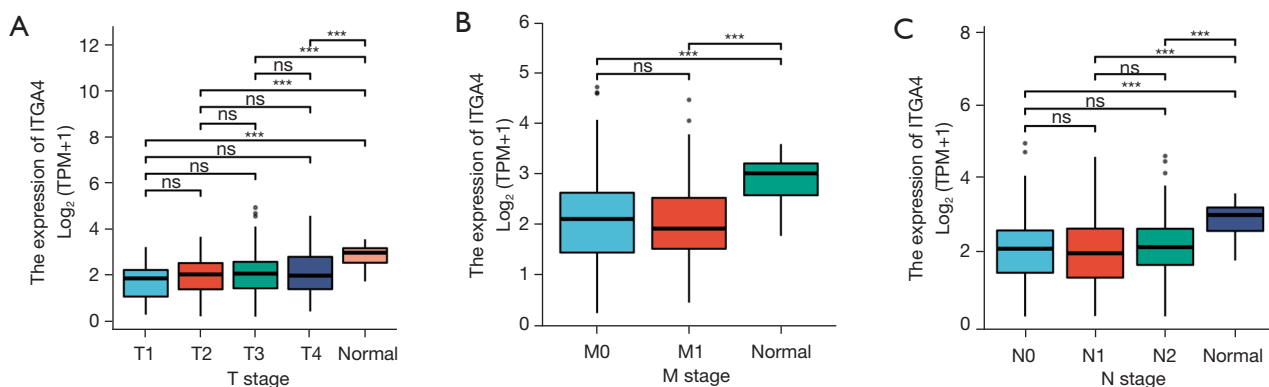 A
The expression of ITGA4
Log₂ (TPM+1)
12
10
8
6
4
2
0
***
***
ns
***
ns
ns
***
ns
ns
ns
T1 T2 T3 T4 Normal
T stage
B
The expression of ITGA4
Log₂ (TPM+1)
6
5
4
3
2
1
0
***
***
ns
M0 M1 Normal
M stage
C
The expression of ITGA4
Log₂ (TPM+1)
8
6
4
2
0
***
***
ns
***
ns
ns
N0 N1 N2 Normal
N stage